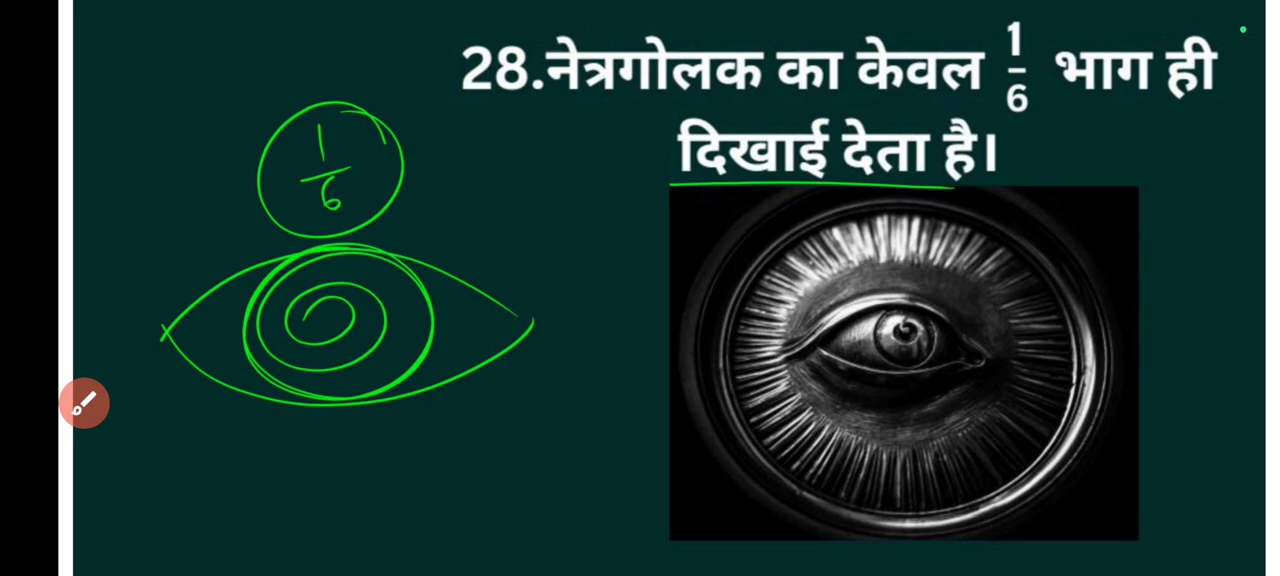 28.नेत्रगोलक का केवल 1/6 भाग ही
दिखाई देता है।
1/6